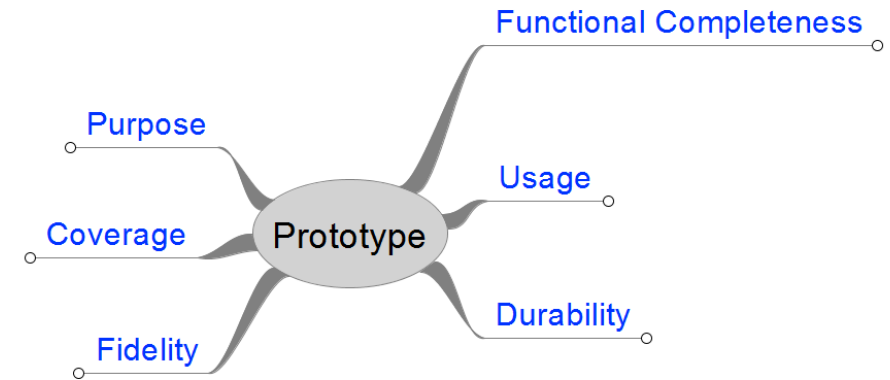 Functional Completeness
Purpose
Usage
Coverage
Prototype
Durability
Fidelity